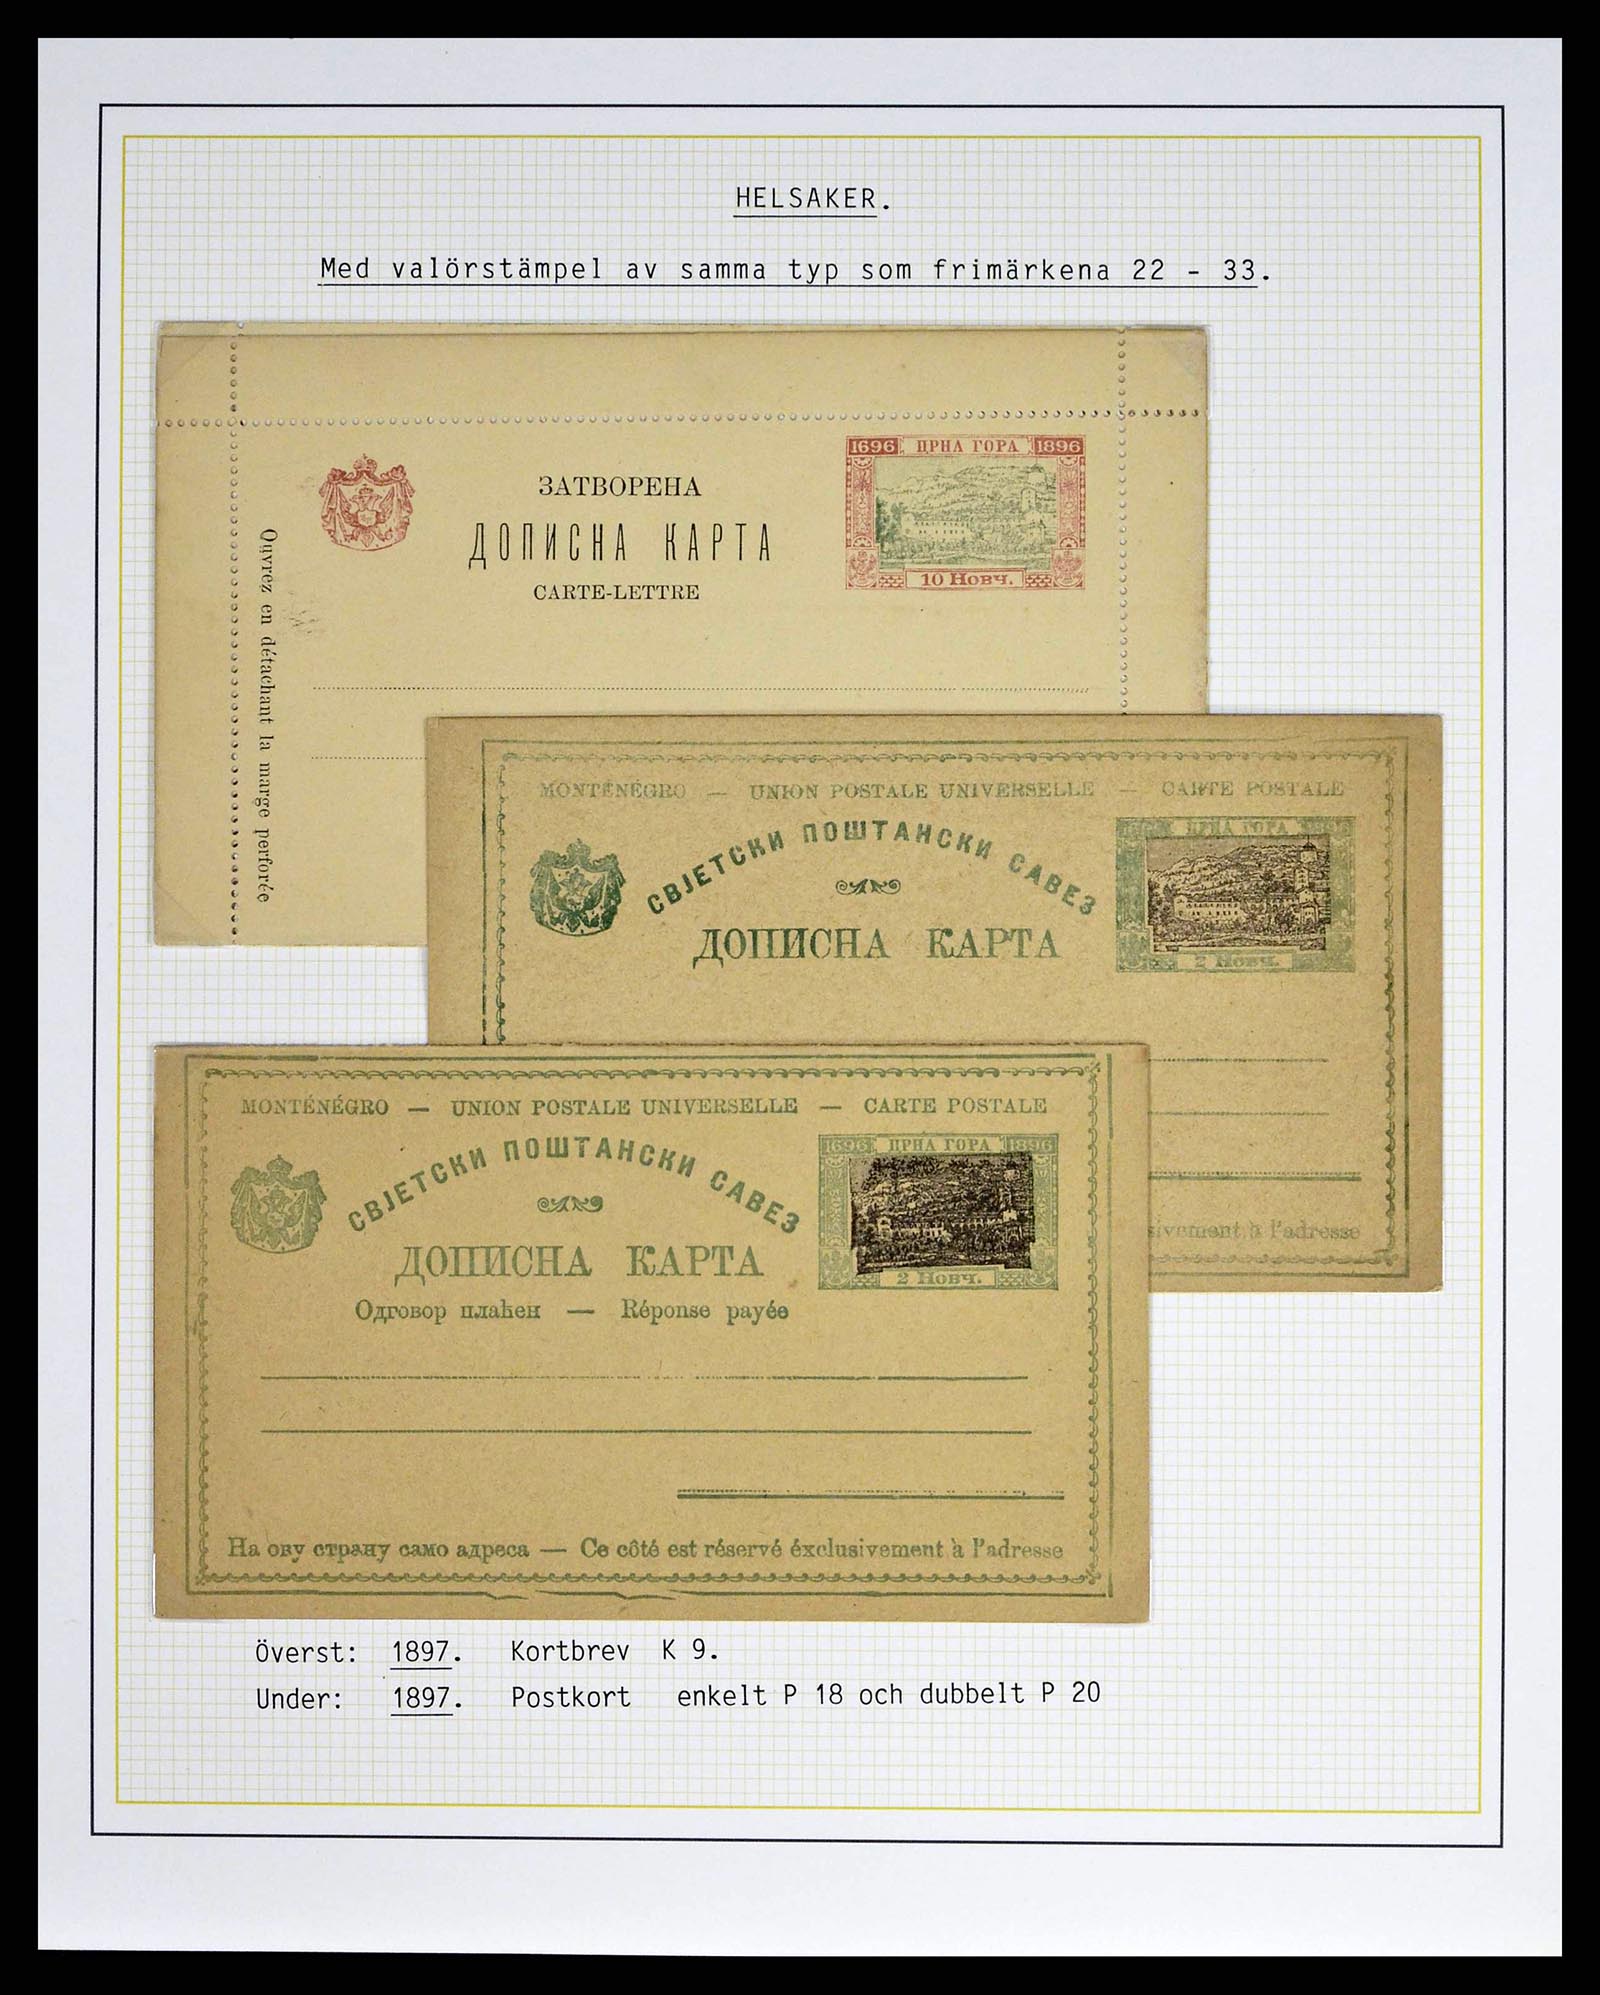 HELSAKER.
Med valörstämpel av samma typ som frimärkena 22 - 33.
1696 ЦРНА ГОРА 1896
10 Новч.
ЗАТВОРЕНА
ДОПИСНА КАРТА
CARTE-LETTRE
Ouvrez en détachant la marge perforée
MONTÉNÉGRO — UNION POSTALE UNIVERSELLE — CARTE POSTALE
СВЈЕТСКИ ПОШТАНСКИ САВЕЗ
ДОПИСНА КАРТА
ЦРНА ГОРА
2 Новч.
à l'adresse
MONTÉNÉGRO — UNION POSTALE UNIVERSELLE — CARTE POSTALE
СВЈЕТСКИ ПОШТАНСКИ САВЕЗ
1696 ЦРНА ГОРА 1896
2 Новч.
ДОПИСНА КАРТА
Одговор плаћен — Réponse payée
На ову страну само адреса — Ce côté est réservé éxclusivement à l'adresse
Överst: 1897. Kortbrev K 9.
Under: 1897. Postkort enkelt P 18 och dubbelt P 20